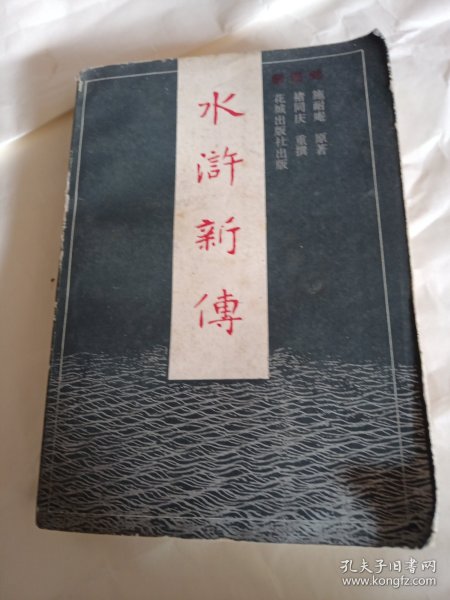 水浒新傳
施耐庵 原著
褚同庆 重撰
花城出版社出版
孔夫子旧书网
www.kongfz.com